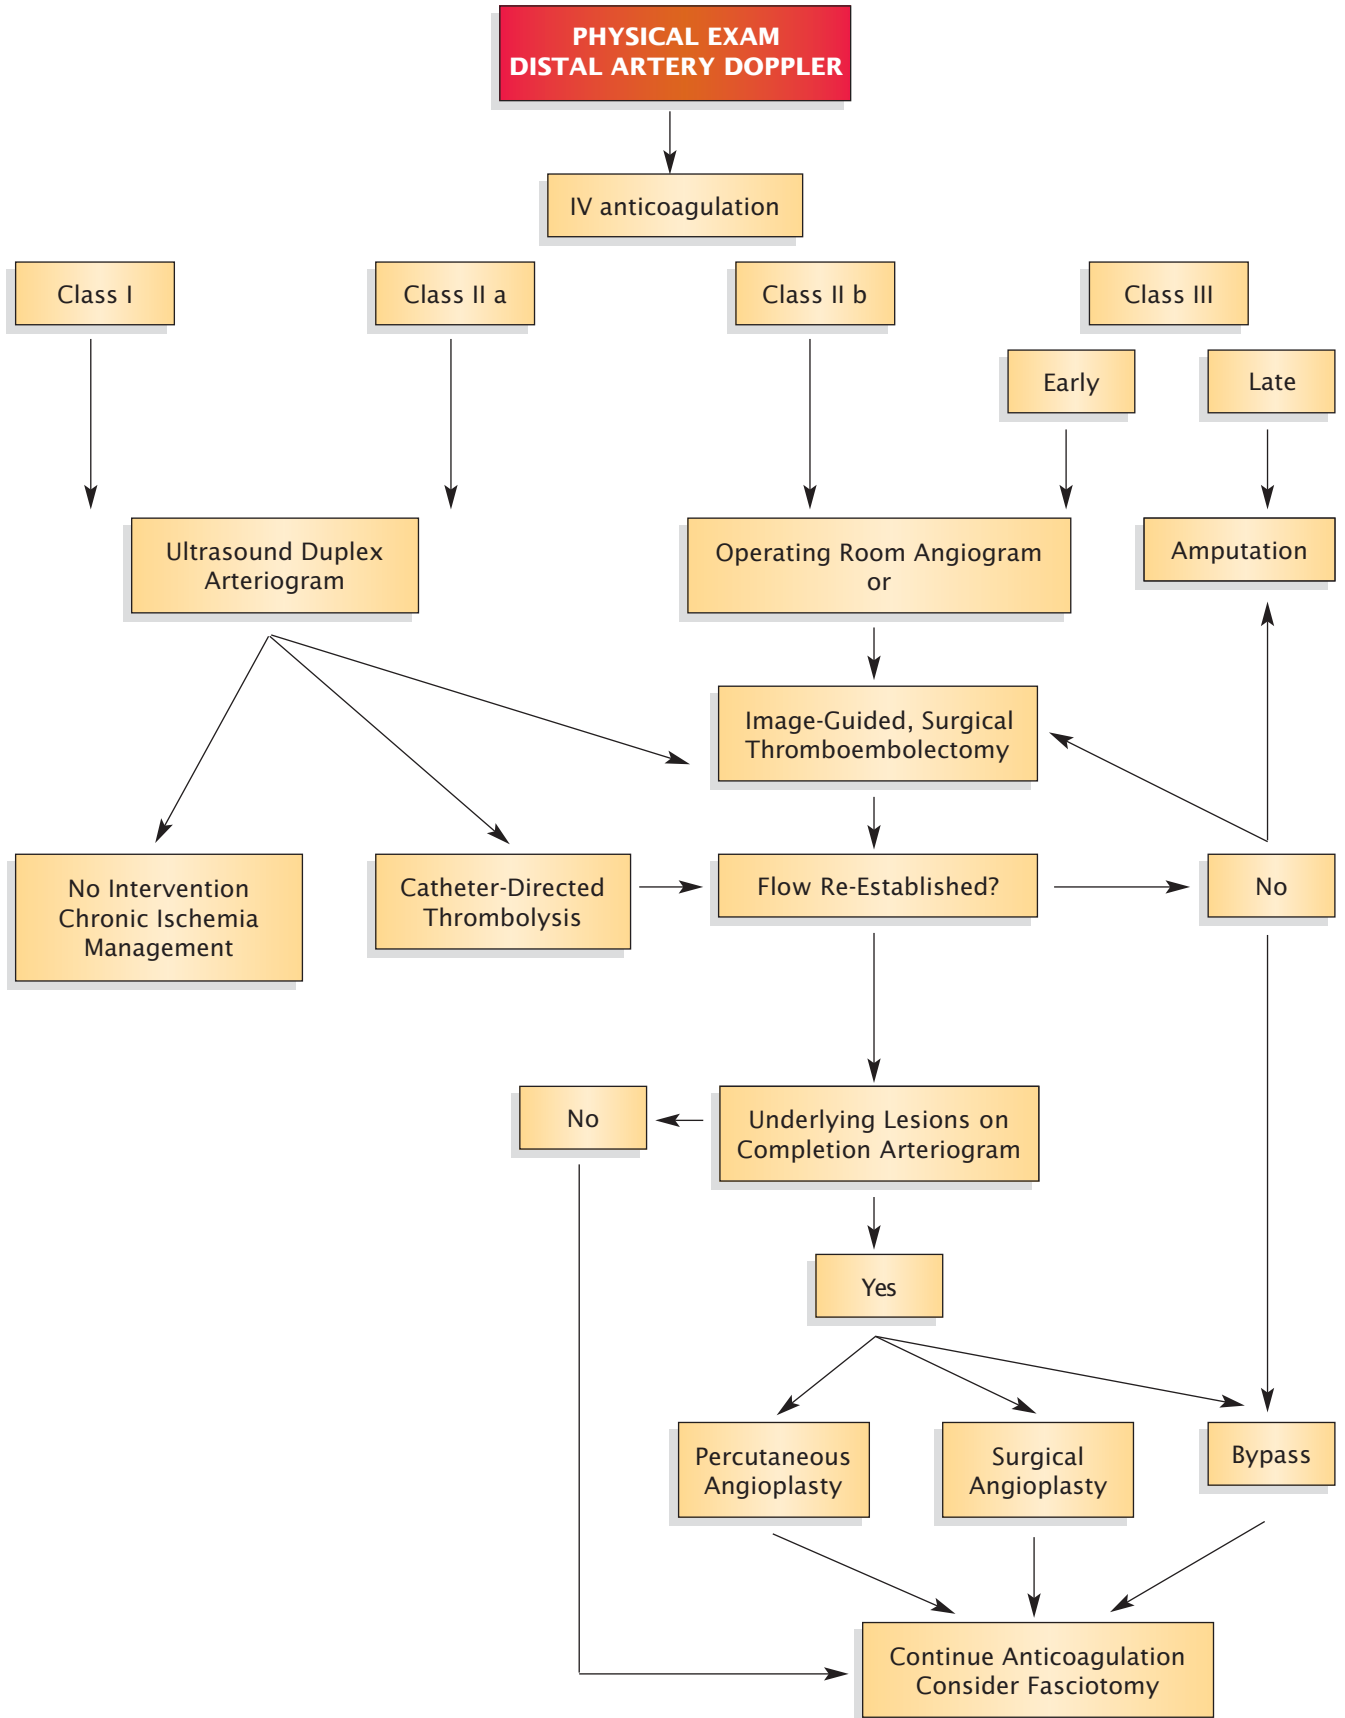 PHYSICAL EXAM
DISTAL ARTERY DOPPLER
IV anticoagulation
Class I
Class II a
Class II b
Class III
Early
Late
Ultrasound Duplex
Arteriogram
Operating Room Angiogram
or
Amputation
Image-Guided, Surgical
Thromboembolectomy
No Intervention
Chronic Ischemia
Management
Catheter-Directed
Thrombolysis
Flow Re-Established?
No
No
Underlying Lesions on
Completion Arteriogram
Yes
Percutaneous
Angioplasty
Surgical
Angioplasty
Bypass
Continue Anticoagulation
Consider Fasciotomy